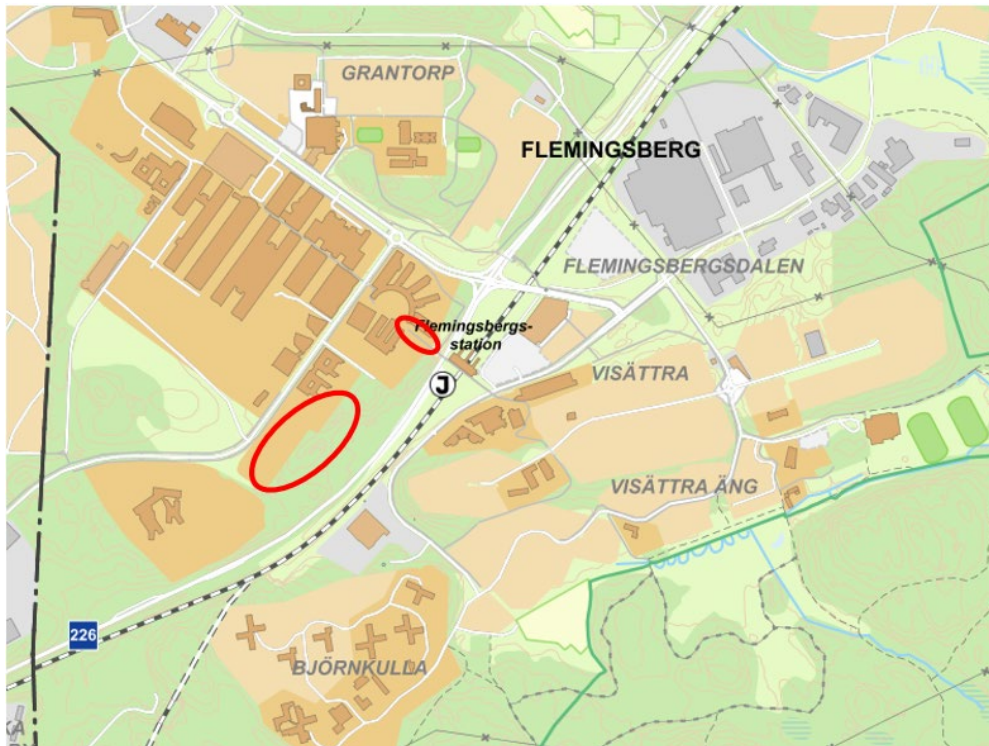 GRANTORP
FLEMINGSBERG
FLEMINGSBERGSDALEN
Flemingsbergs-
station
VISÄTTRA
J
VISÄTTRA ÄNG
226
BJÖRNKULLA